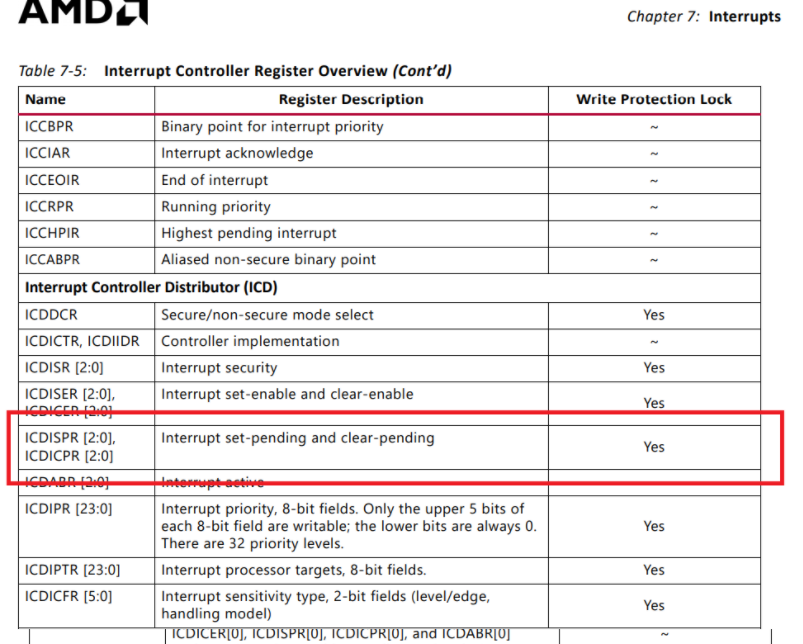 AMD
Chapter 7: Interrupts
Table 7-5: Interrupt Controller Register Overview (Cont'd)
Name Register Description Write Protection Lock
ICCBPR Binary point for interrupt priority ~
ICCIAR Interrupt acknowledge ~
ICCEOIR End of interrupt ~
ICCRPR Running priority ~
ICCHPIR Highest pending interrupt ~
ICCABPR Aliased non-secure binary point ~
Interrupt Controller Distributor (ICD)
ICDDCR Secure/non-secure mode select Yes
ICDICTR, ICDIIDR Controller implementation ~
ICDISR [2:0] Interrupt security Yes
ICDISER [2:0], Interrupt set-enable and clear-enable
ICDICER [2:0] Yes
ICDISPR [2:0], Interrupt set-pending and clear-pending
ICDICPR [2:0] Yes
ICDABR [2:0] Interrupt active
ICDIPR [23:0] Interrupt priority, 8-bit fields. Only the upper 5 bits of
each 8-bit field are writable; the lower bits are always 0. Yes
There are 32 priority levels.
ICDIPTR [23:0] Interrupt processor targets, 8-bit fields. Yes
ICDICFR [5:0] Interrupt sensitivity type, 2-bit fields (level/edge, Yes
handling model)
ICDICER[0], ICDISPR[0], ICDICPR[0], and ICDABR[0] ~